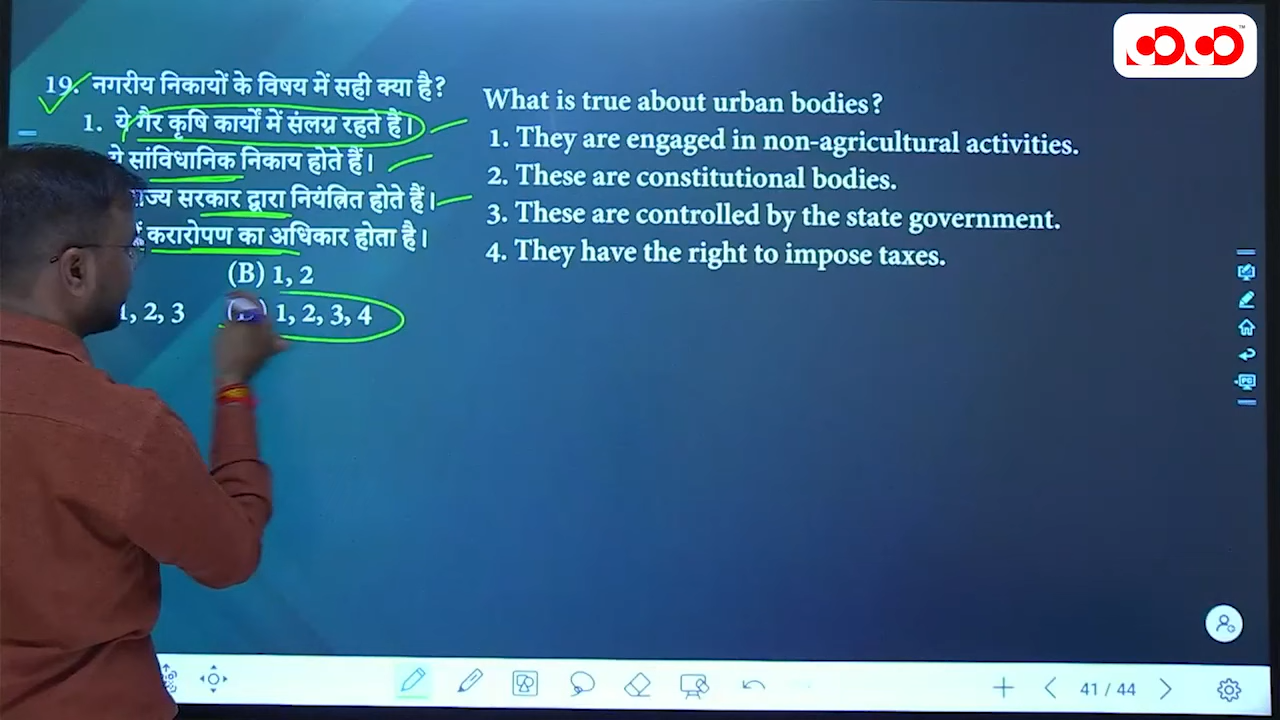 19. नगरीय निकायों के विषय में सही क्या है?
1. ये गैर कृषि कार्यों में संलग्न रहते हैं।
ये सांविधानिक निकाय होते हैं।
सरकार द्वारा नियंत्रित होते हैं।
करारोपण का अधिकार होता है।
(B) 1, 2
1, 2, 3 1, 2, 3, 4
What is true about urban bodies?
1. They are engaged in non-agricultural activities.
2. These are constitutional bodies.
3. These are controlled by the state government.
4. They have the right to impose taxes.
41 / 44